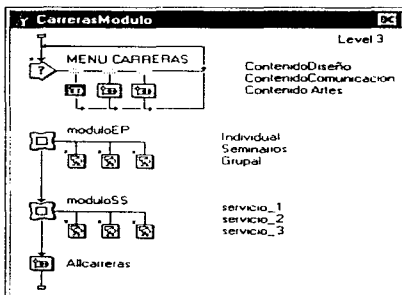 CarrerasModulo
Level 3
MENU CARRERAS
ContenidoDiseño
ContenidoComunicacion
Contenido Artes
moduloEP
Individual
Seminarios
Grupal
moduloSS
servicio_1
servicio_2
servicio_3
Allcarreras